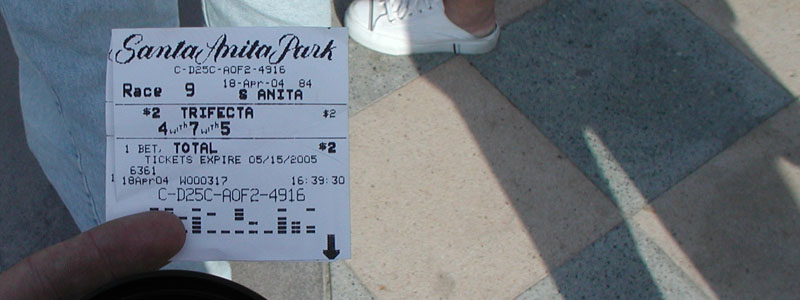 Santa Anita Park
C-D25C-A0F2-4916
18-Apr-04 84
Race 9 S ANITA
$2 TRIFECTA $2
4 with 7 with 5
1 BET, TOTAL $2
TICKETS EXPIRE 05/15/2005
6361
18Apr04 W000317 16:39:30
C-D25C-A0F2-4916